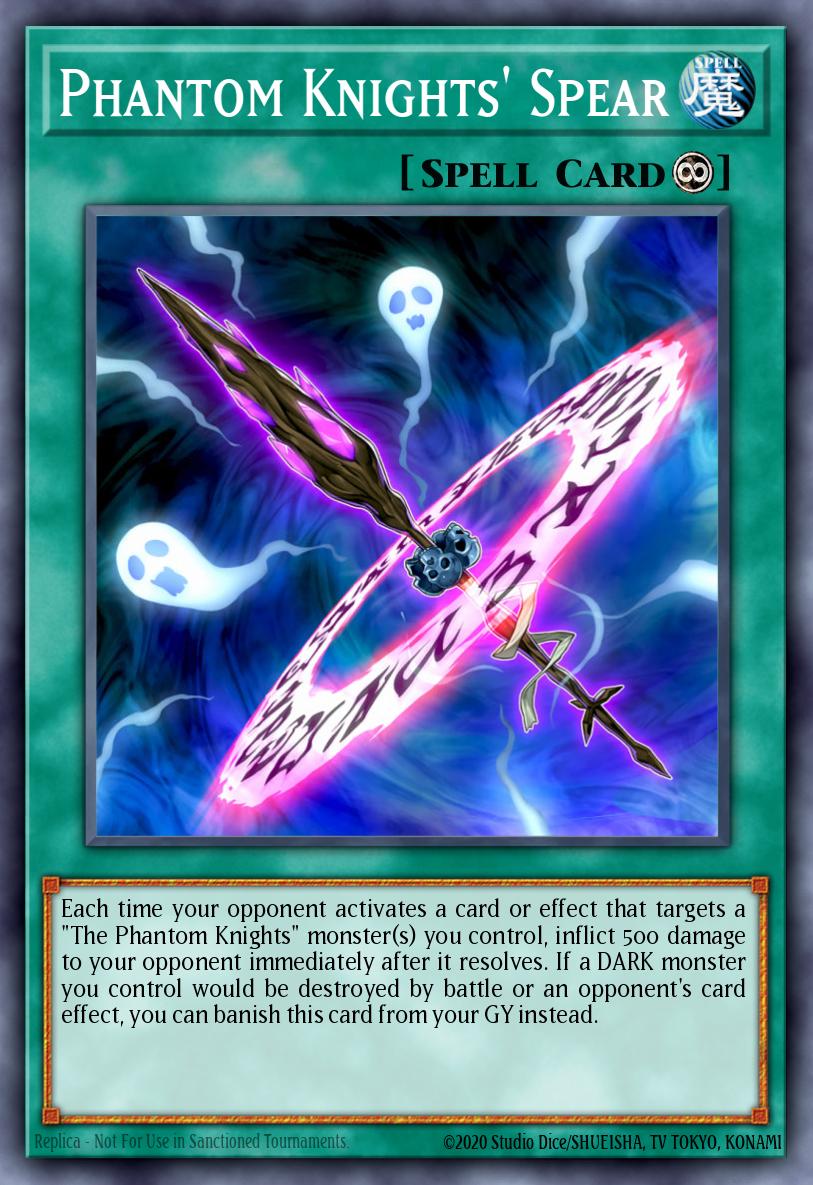 PHANTOM KNIGHTS' SPEAR
SPELL
魔
[SPELL CARD]
Each time your opponent activates a card or effect that targets a
"The Phantom Knights" monster(s) you control, inflict 500 damage
to your opponent immediately after it resolves. If a DARK monster
you control would be destroyed by battle or an opponent's card
effect, you can banish this card from your GY instead.
Replica - Not For Use in Sanctioned Tournaments.
©2020 Studio Dice/SHUEISHA, TV TOKYO, KONAMI